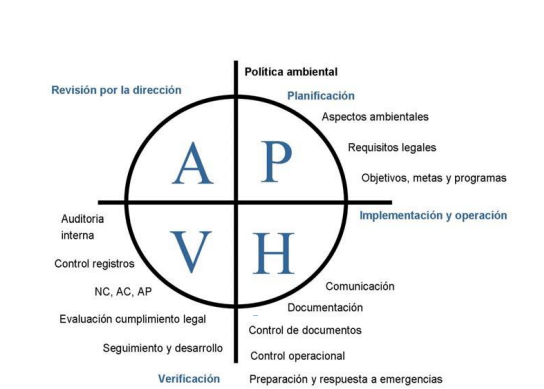 Política ambiental
Revisión por la dirección
Planificación
Aspectos ambientales
Requisitos legales
Objetivos, metas y programas
A
P
Implementación y operación
Auditoria
interna
V
H
Control registros
NC, AC, AP
Comunicación
Documentación
Evaluación cumplimiento legal
Control de documentos
Seguimiento y desarrollo
Control operacional
Verificación
Preparación y respuesta a emergencias